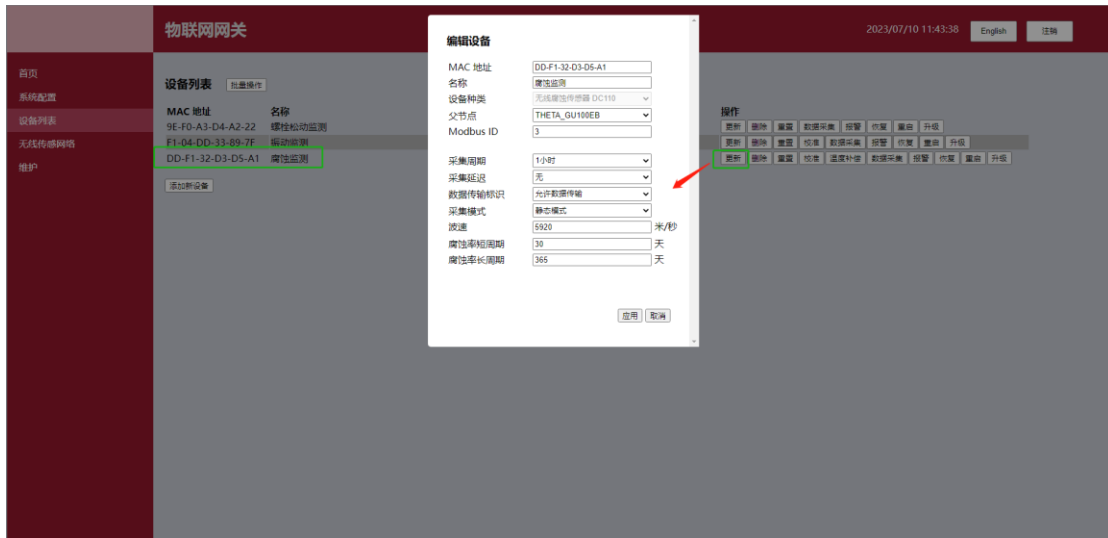 物联网网关
2023/07/10 11:43:38 English 注销
首页
系统配置
设备列表
无线传感网络
维护
设备列表 批量操作
MAC 地址 名称 操作
9E-F0-A3-D4-A2-22 螺栓松动监测 更新 删除 重置 数据采集 报警 恢复 重启 升级
F1-04-DD-33-89-7F 振动监测 更新 删除 重置 校准 数据采集 报警 恢复 重启 升级
DD-F1-32-D3-D5-A1 腐蚀监测 更新 删除 重置 校准 温度补偿 数据采集 报警 恢复 重启 升级
添加新设备
编辑设备
MAC 地址 DD-F1-32-D3-D5-A1
名称 腐蚀监测
设备种类 无线腐蚀传感器 DC110
父节点 THETA_GU100EB
Modbus ID 3
采集周期 1小时
采集延迟 无
数据传输标识 允许数据传输
采集模式 静态模式
波速 5920 米/秒
腐蚀率短周期 30 天
腐蚀率长周期 365 天
应用 取消